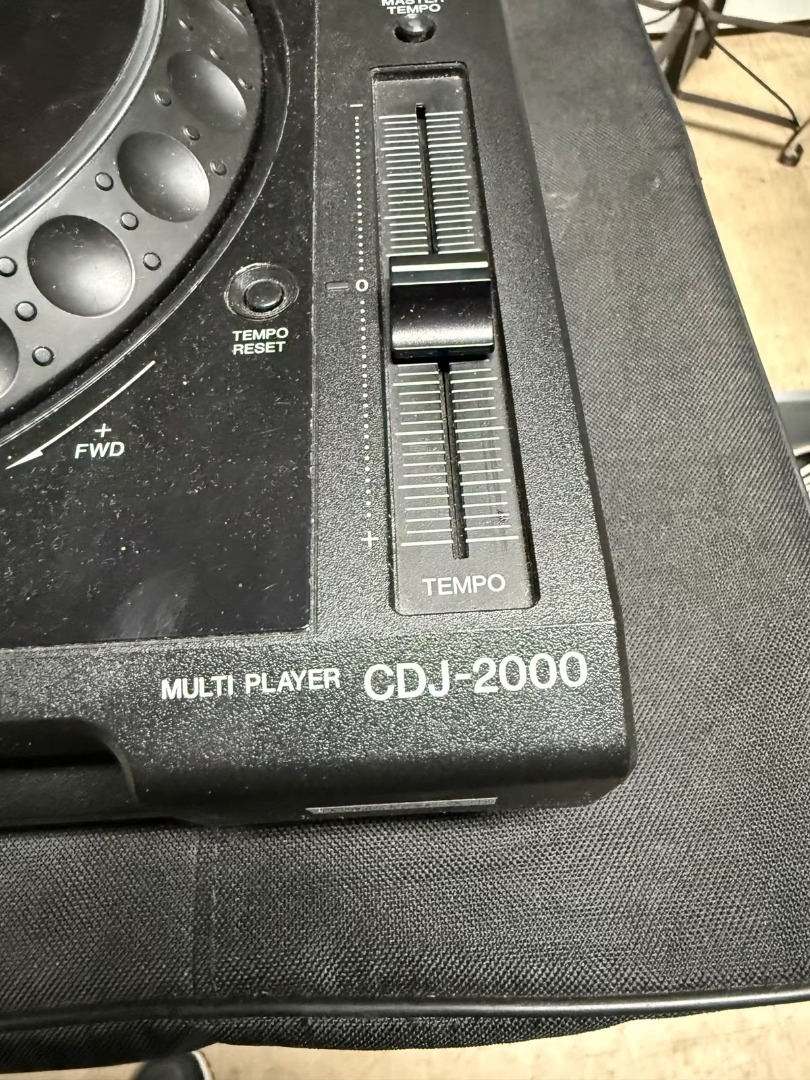 MASTER
TEMPO
−
0
TEMPO
RESET
+
FWD
+
TEMPO
MULTI PLAYER CDJ-2000